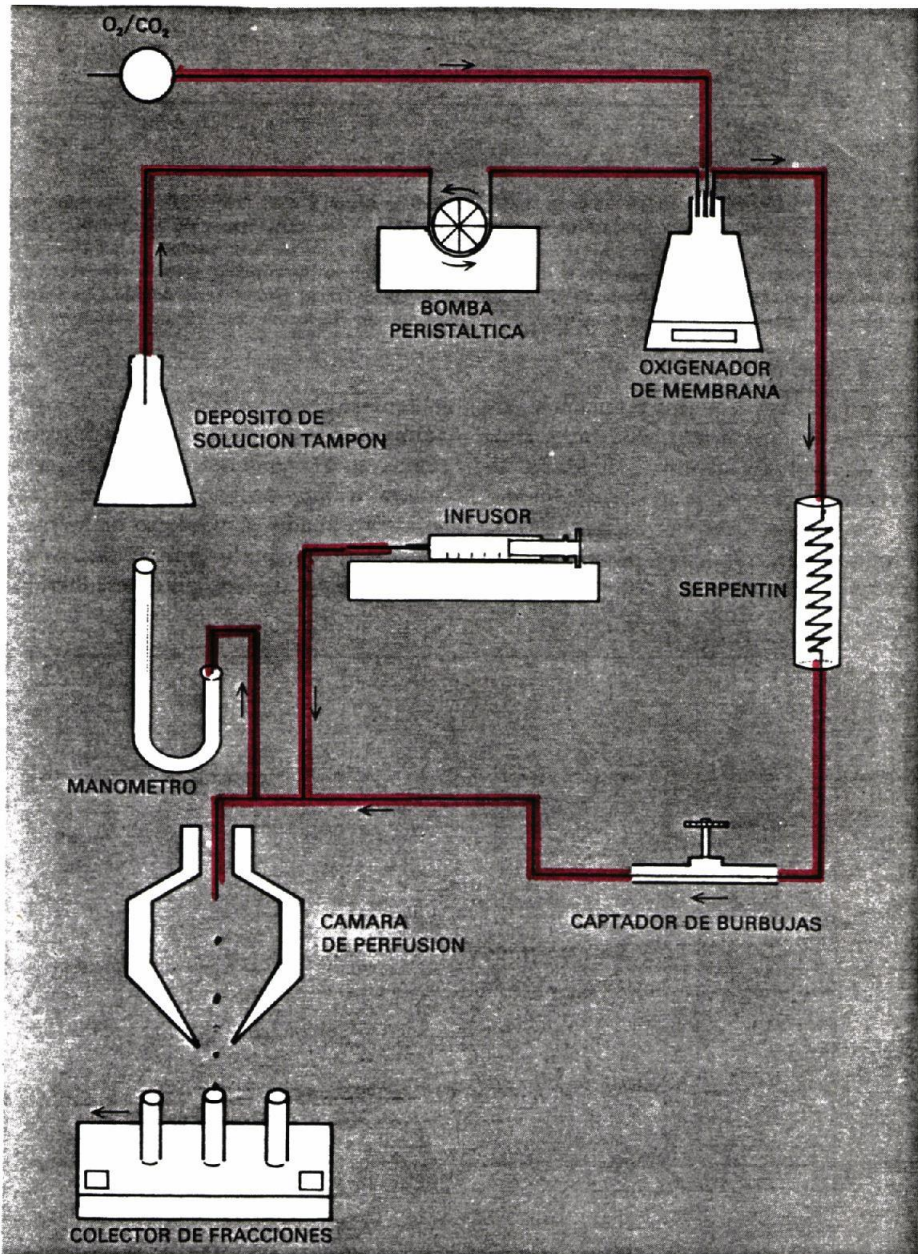 O₂/CO₂
BOMBA
PERISTALTICA
OXIGENADOR
DE MEMBRANA
DEPOSITO DE
SOLUCION TAMPON
INFUSOR
SERPENTIN
MANOMETRO
CAMARA
DE PERFUSION
CAPTADOR DE BURBUJAS
COLECTOR DE FRACCIONES